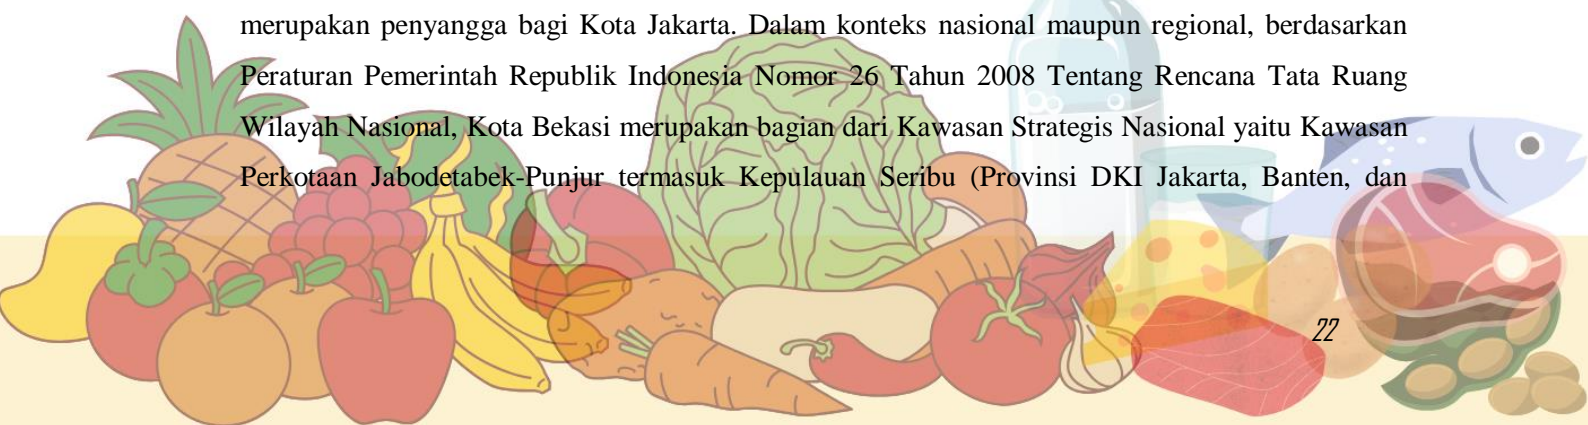 merupakan penyangga bagi Kota Jakarta. Dalam konteks nasional maupun regional, berdasarkan
Peraturan Pemerintah Republik Indonesia Nomor 26 Tahun 2008 Tentang Rencana Tata Ruang
Wilayah Nasional, Kota Bekasi merupakan bagian dari Kawasan Strategis Nasional yaitu Kawasan
Perkotaan Jabodetabek-Punjur termasuk Kepulauan Seribu (Provinsi DKI Jakarta, Banten, dan
22